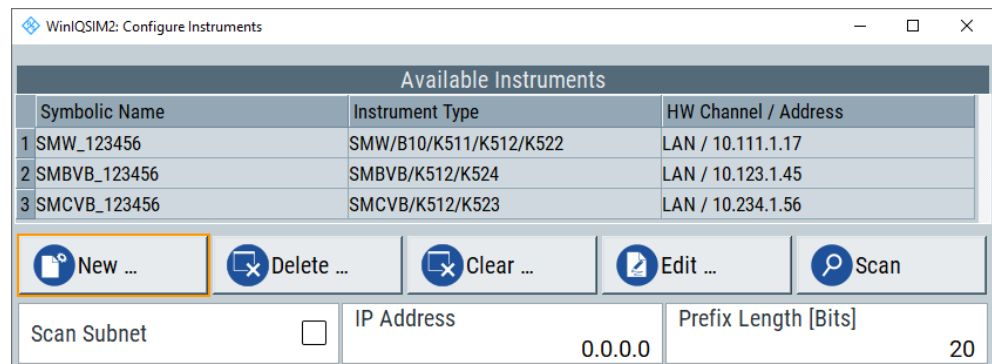 WinIQSIM2: Configure Instruments
Available Instruments
Symbolic Name Instrument Type HW Channel / Address
1 SMW_123456 SMW/B10/K511/K512/K522 LAN / 10.111.1.17
2 SMBVB_123456 SMBVB/K512/K524 LAN / 10.123.1.45
3 SMCVB_123456 SMCVB/K512/K523 LAN / 10.234.1.56
New ... Delete ... Clear ... Edit ... Scan
Scan Subnet IP Address Prefix Length [Bits]
0.0.0.0 20